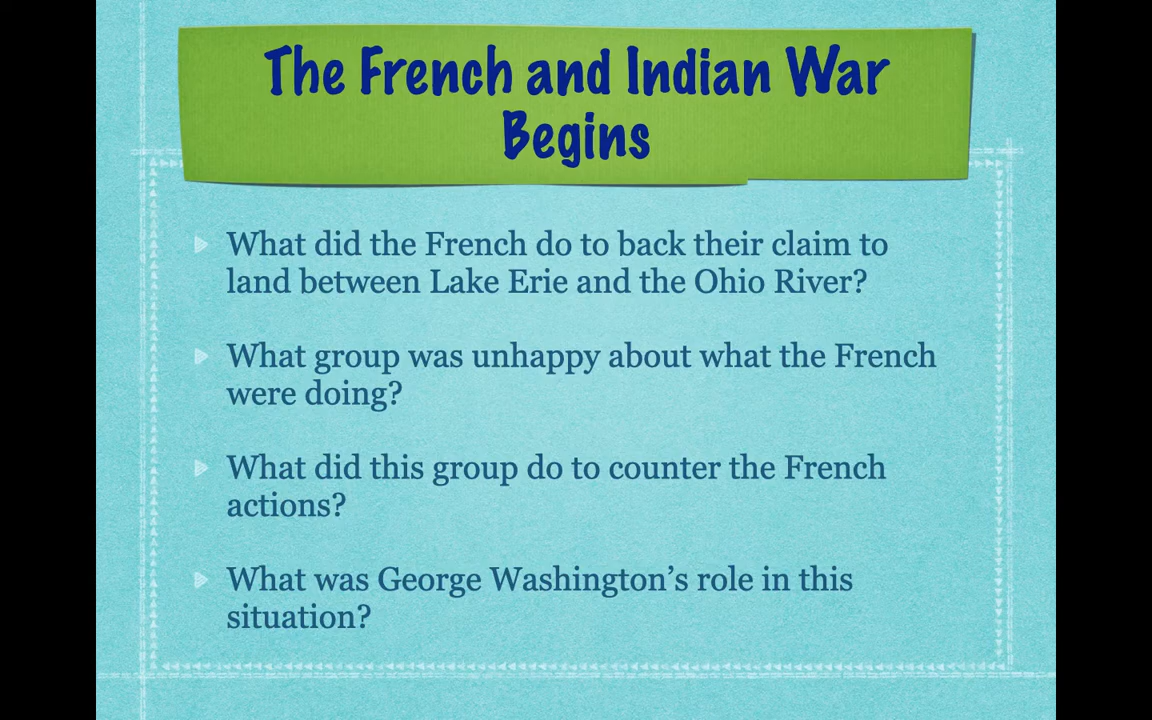 The French and Indian War
Begins
What did the French do to back their claim to
land between Lake Erie and the Ohio River?
What group was unhappy about what the French
were doing?
What did this group do to counter the French
actions?
What was George Washington’s role in this
situation?